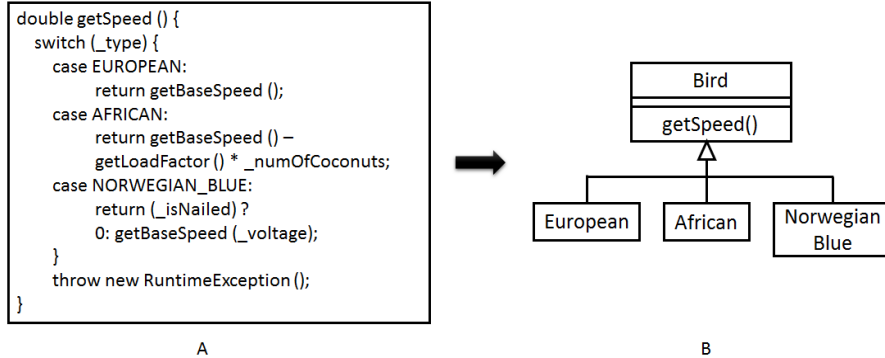 double getSpeed () {
switch (_type) {
case EUROPEAN:
return getBaseSpeed ();
case AFRICAN:
return getBaseSpeed () –
getLoadFactor () * _numOfCoconuts;
case NORWEGIAN_BLUE:
return (_isNailed) ?
0: getBaseSpeed (_voltage);
}
throw new RuntimeException ();
}
A
Bird
getSpeed()
European
African
Norwegian
Blue
B